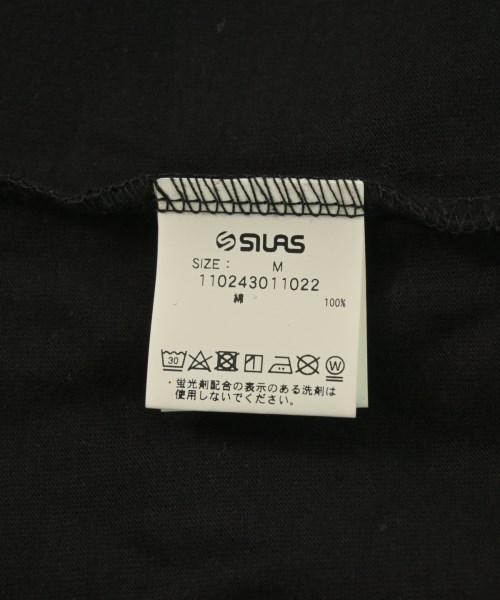 SILAS
SIZE : M
110243011022
綿 100%
30 W
・蛍光剤配合の表示のある洗剤は
使用しないでください。